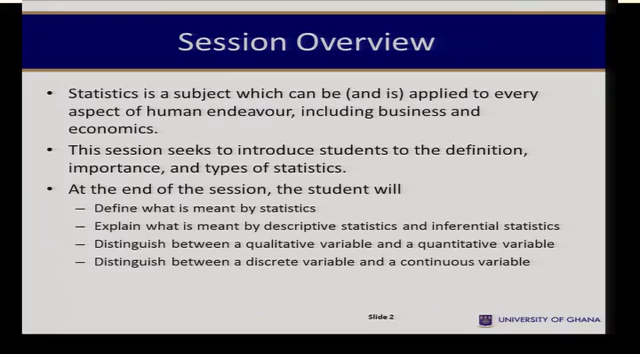 Session Overview
• Statistics is a subject which can be (and is) applied to every
aspect of human endeavour, including business and
economics.
• This session seeks to introduce students to the definition,
importance, and types of statistics.
• At the end of the session, the student will
– Define what is meant by statistics
– Explain what is meant by descriptive statistics and inferential statistics
– Distinguish between a qualitative variable and a quantitative variable
– Distinguish between a discrete variable and a continuous variable
Slide 2
UNIVERSITY OF GHANA